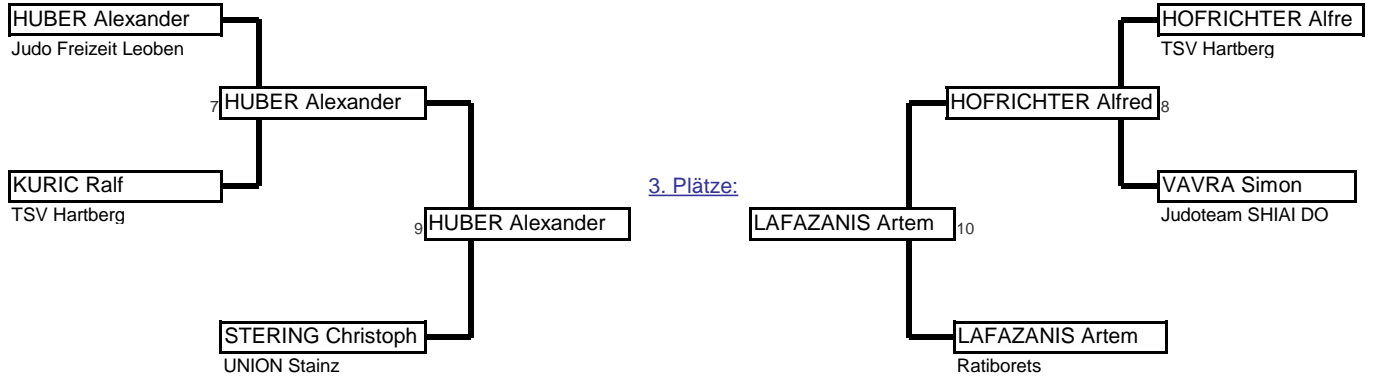 HUBER Alexander
Judo Freizeit Leoben
7 HUBER Alexander
KURIC Ralf
TSV Hartberg
9 HUBER Alexander
STERING Christoph
UNION Stainz
3. Plätze:
HOFRICHTER Alfre
TSV Hartberg
HOFRICHTER Alfred 8
VAVRA Simon
Judoteam SHIAI DO
LAFAZANIS Artem 10
LAFAZANIS Artem
Ratiborets